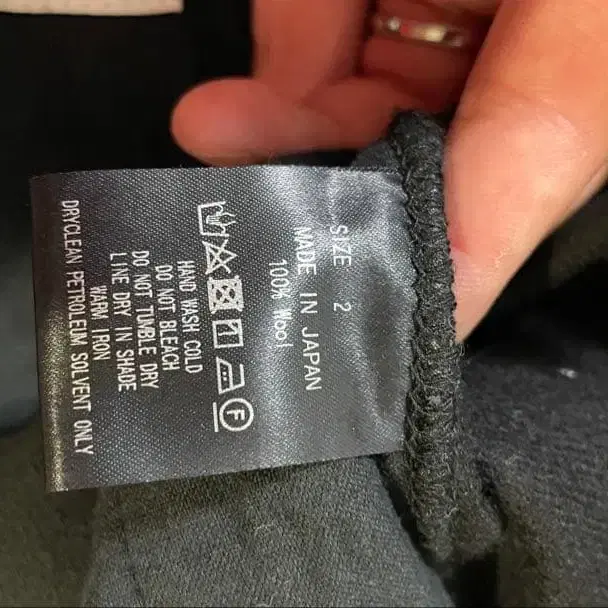 SIZE 2
MADE IN JAPAN
100% Wool
F
HAND WASH COLD
DO NOT BLEACH
DO NOT TUMBLE DRY
LINE DRY IN SHADE
WARM IRON
DRYCLEAN PETROLEUM SOLVENT ONLY